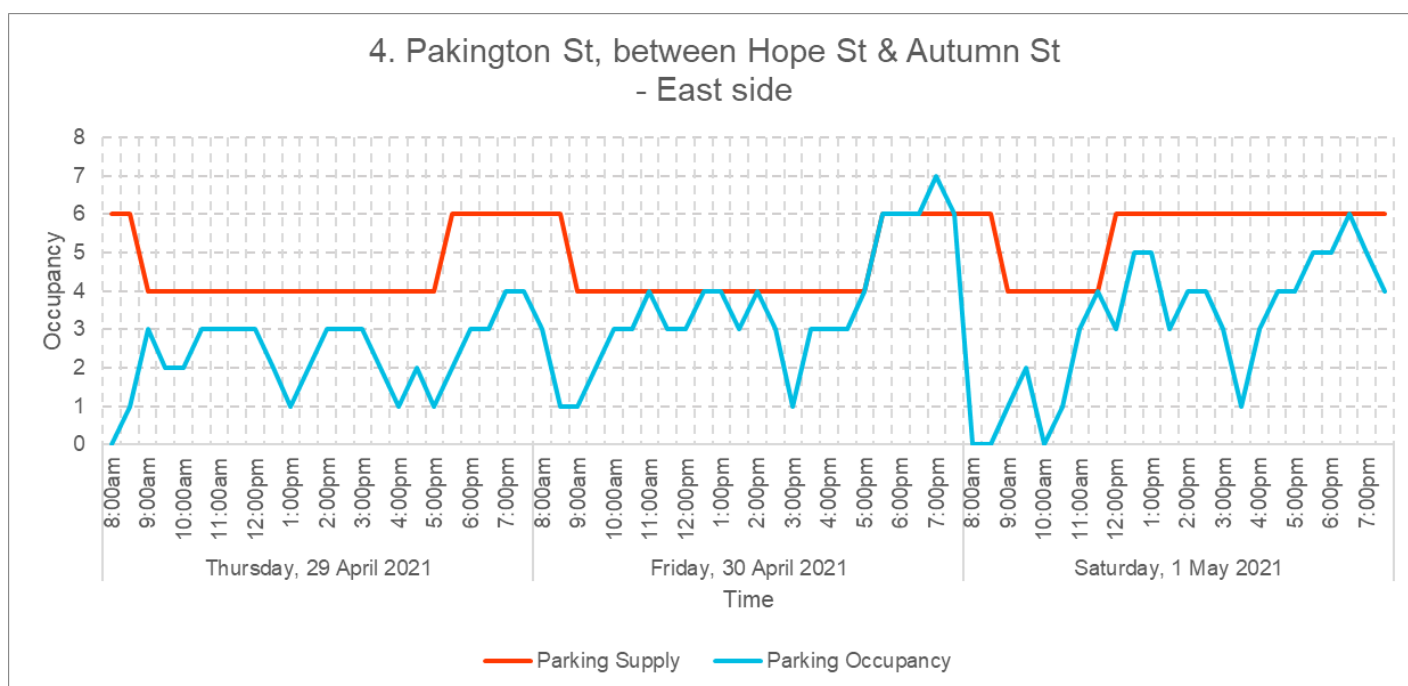 4. Pakington St, between Hope St & Autumn St
- East side
Occupancy
8
7
6
5
4
3
2
1
0
8:00am
9:00am
10:00am
11:00am
12:00pm
1:00pm
2:00pm
3:00pm
4:00pm
5:00pm
6:00pm
7:00pm
8:00am
9:00am
10:00am
11:00am
12:00pm
1:00pm
2:00pm
3:00pm
4:00pm
5:00pm
6:00pm
7:00pm
8:00am
9:00am
10:00am
11:00am
12:00pm
1:00pm
2:00pm
3:00pm
4:00pm
5:00pm
6:00pm
7:00pm
Thursday, 29 April 2021
Friday, 30 April 2021
Saturday, 1 May 2021
Time
Parking Supply
Parking Occupancy